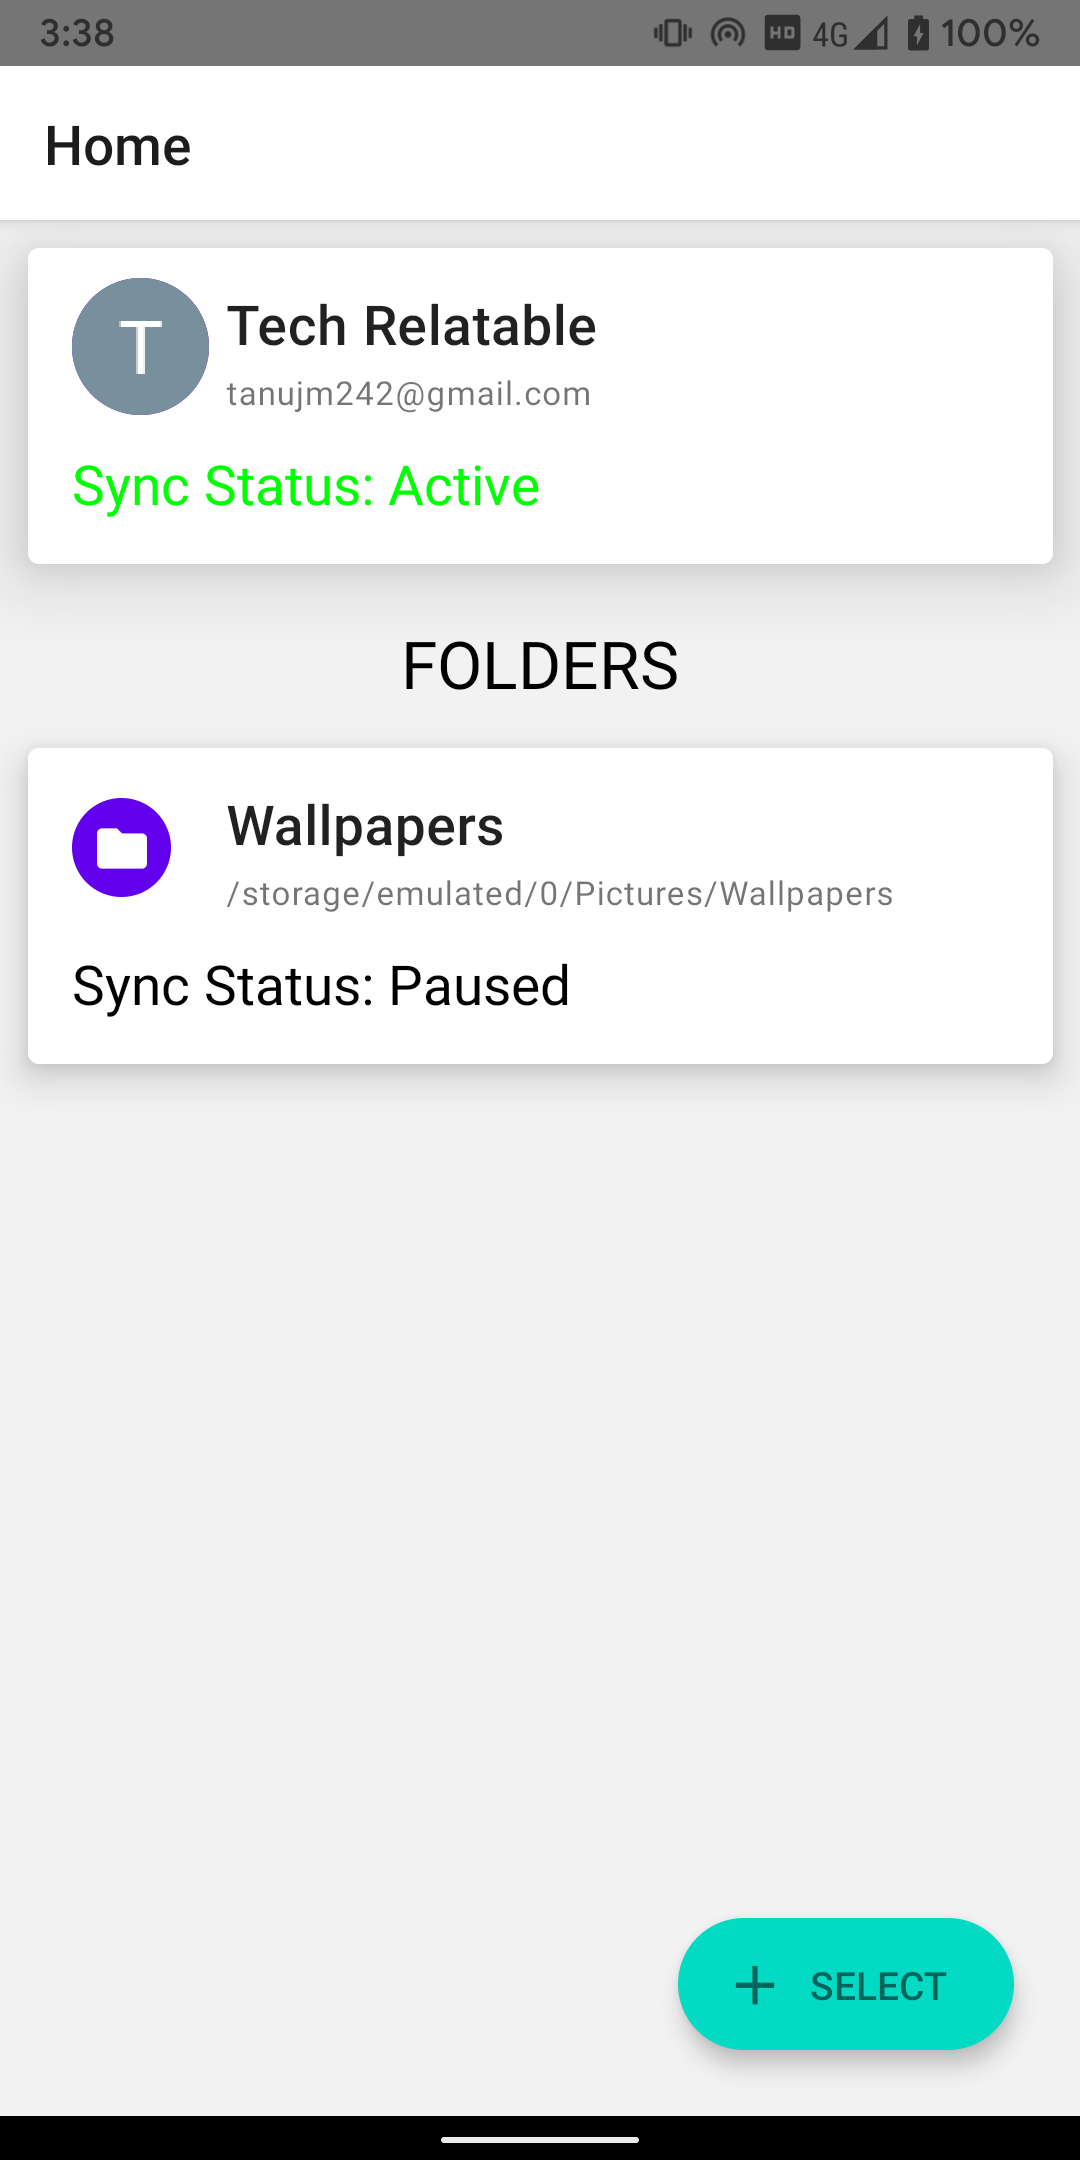 3:38 HD 4G 100%
Home
T
Tech Relatable
tanujm242@gmail.com
Sync Status: Active
FOLDERS
Wallpapers
/storage/emulated/0/Pictures/Wallpapers
Sync Status: Paused
SELECT